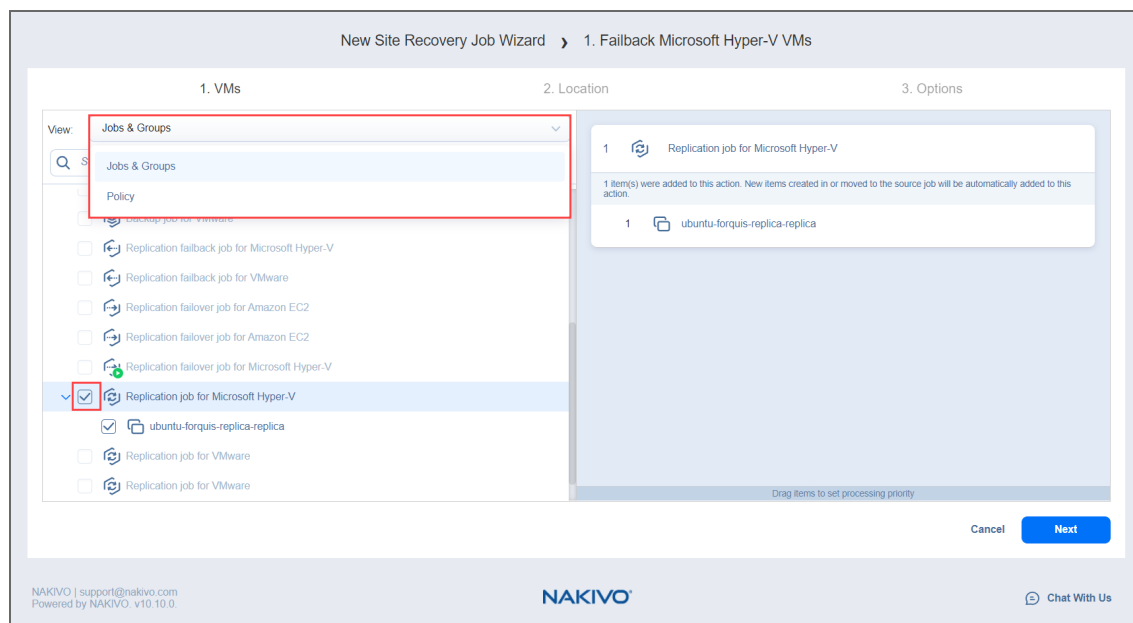 New Site Recovery Job Wizard › 1. Failback Microsoft Hyper-V VMs
1. VMs
2. Location
3. Options
View:
Jobs & Groups
Jobs & Groups
Policy
Backup job for VMware
Replication failback job for Microsoft Hyper-V
Replication failback job for VMware
Replication failover job for Amazon EC2
Replication failover job for Amazon EC2
Replication failover job for Microsoft Hyper-V
Replication job for Microsoft Hyper-V
ubuntu-forquis-replica-replica
Replication job for VMware
Replication job for VMware
1 Replication job for Microsoft Hyper-V
1 item(s) were added to this action. New items created in or moved to the source job will be automatically added to this
action.
1 ubuntu-forquis-replica-replica
Drag items to set processing priority
Cancel
Next
NAKIVO | support@nakivo.com
Powered by NAKIVO. v10.10.0.
NAKIVO®
Chat With Us